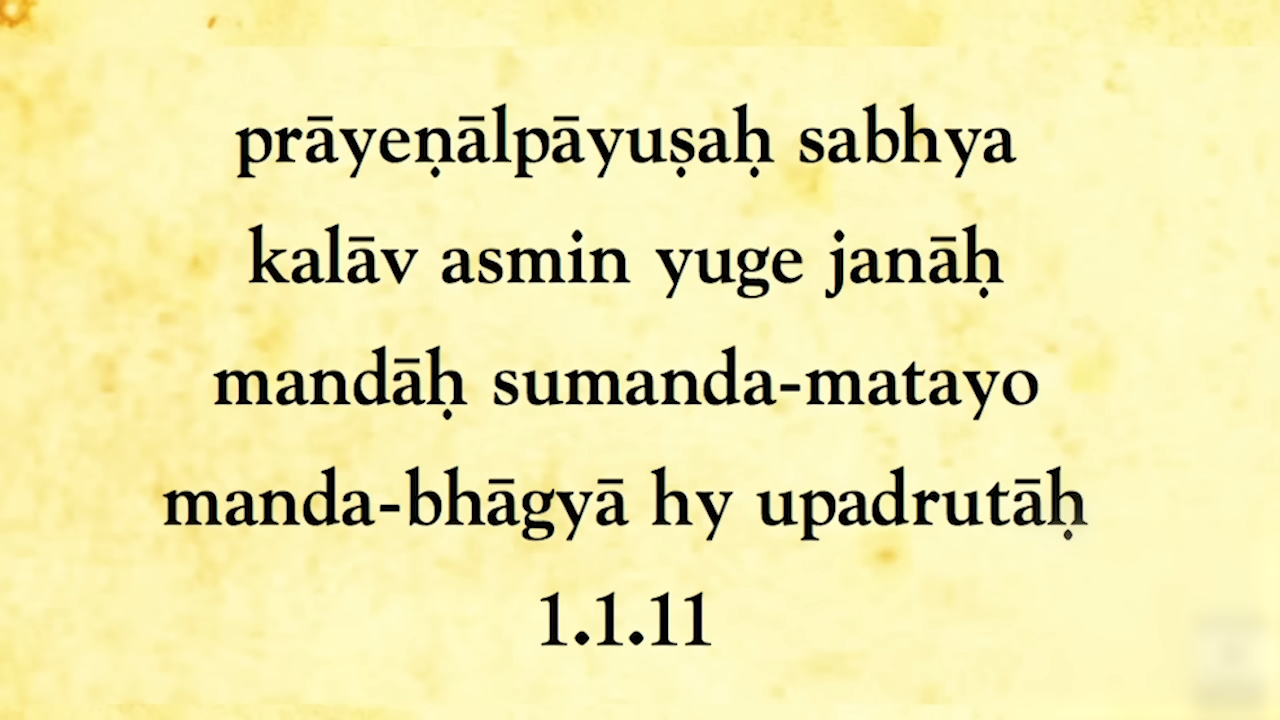 prāyeṇālpāyuṣaḥ sabhya
kalāv asmin yuge janāḥ
mandāḥ sumanda-matayo
manda-bhāgyā hy upadrutāḥ
1.1.11